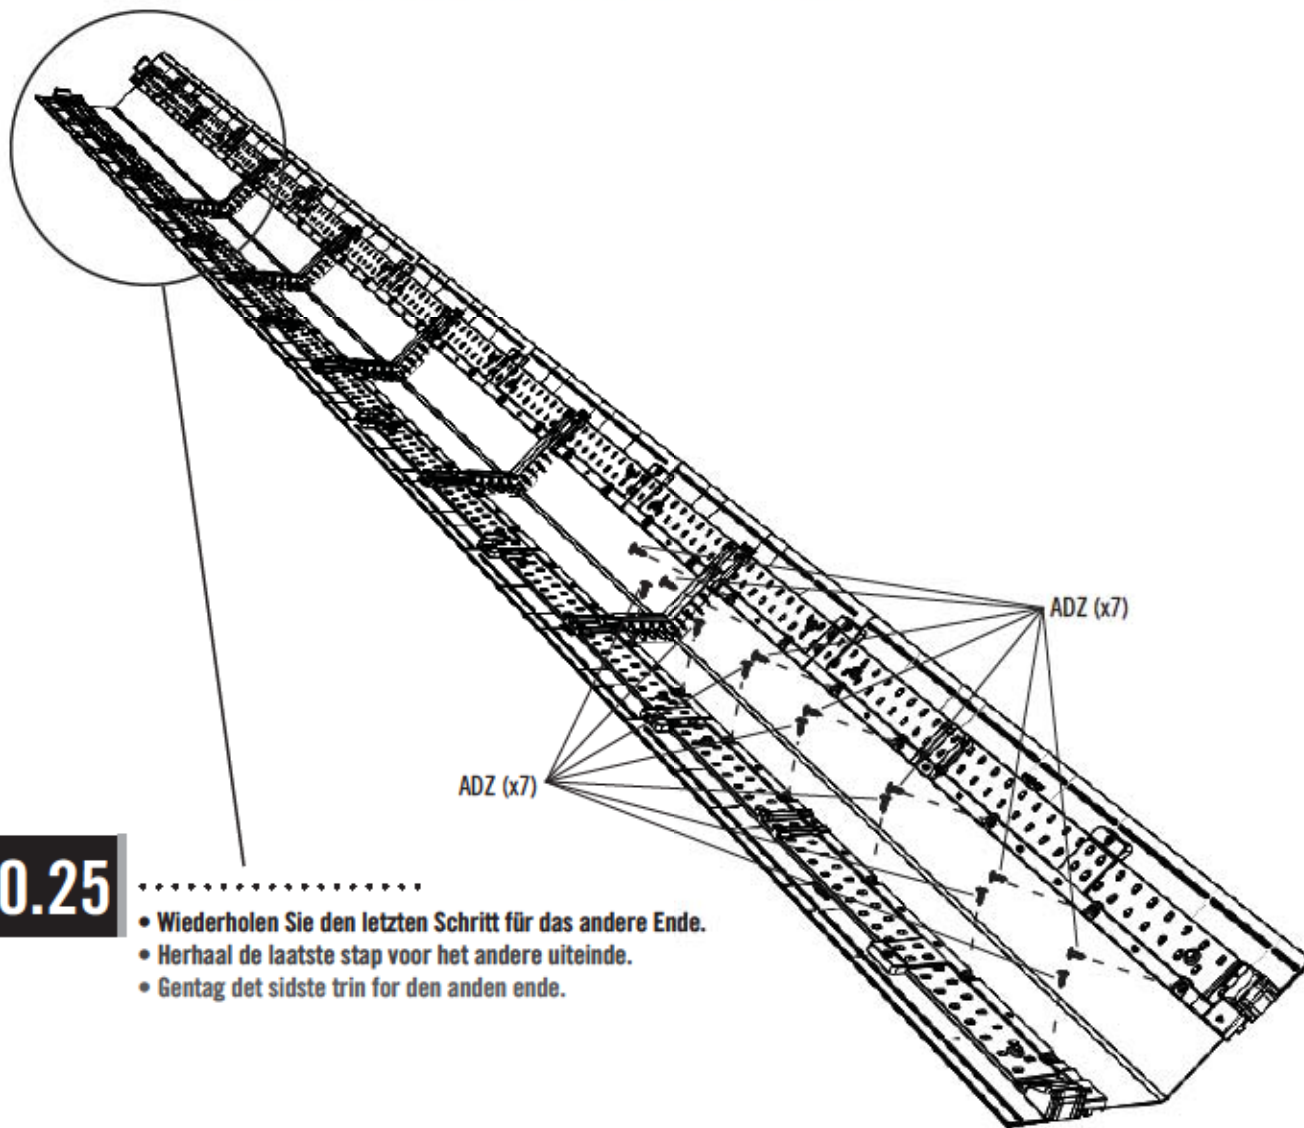 ADZ (x7)
ADZ (x7)
0.25
• Wiederholen Sie den letzten Schritt für das andere Ende.
• Herhaal de laatste stap voor het andere uiteinde.
• Gentag det sidste trin for den anden ende.